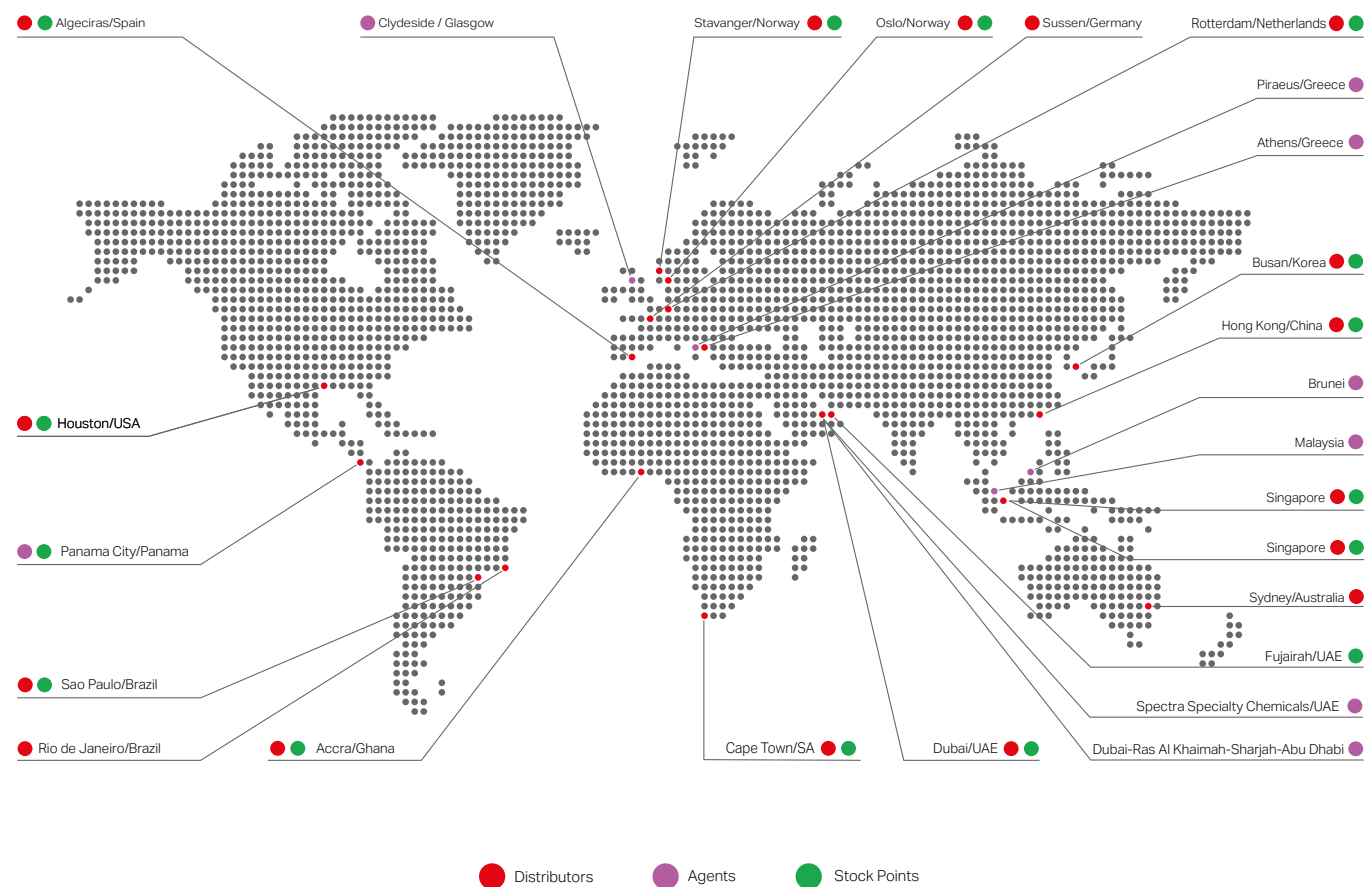 Algeciras/Spain
Clydeside / Glasgow
Stavanger/Norway
Oslo/Norway
Sussen/Germany
Rotterdam/Netherlands
Piraeus/Greece
Athens/Greece
Busan/Korea
Hong Kong/China
Brunei
Houston/USA
Malaysia
Singapore
Panama City/Panama
Singapore
Sydney/Australia
Fujairah/UAE
Sao Paulo/Brazil
Spectra Specialty Chemicals/UAE
Rio de Janeiro/Brazil
Accra/Ghana
Cape Town/SA
Dubai/UAE
Dubai-Ras Al Khaimah-Sharjah-Abu Dhabi
Distributors
Agents
Stock Points